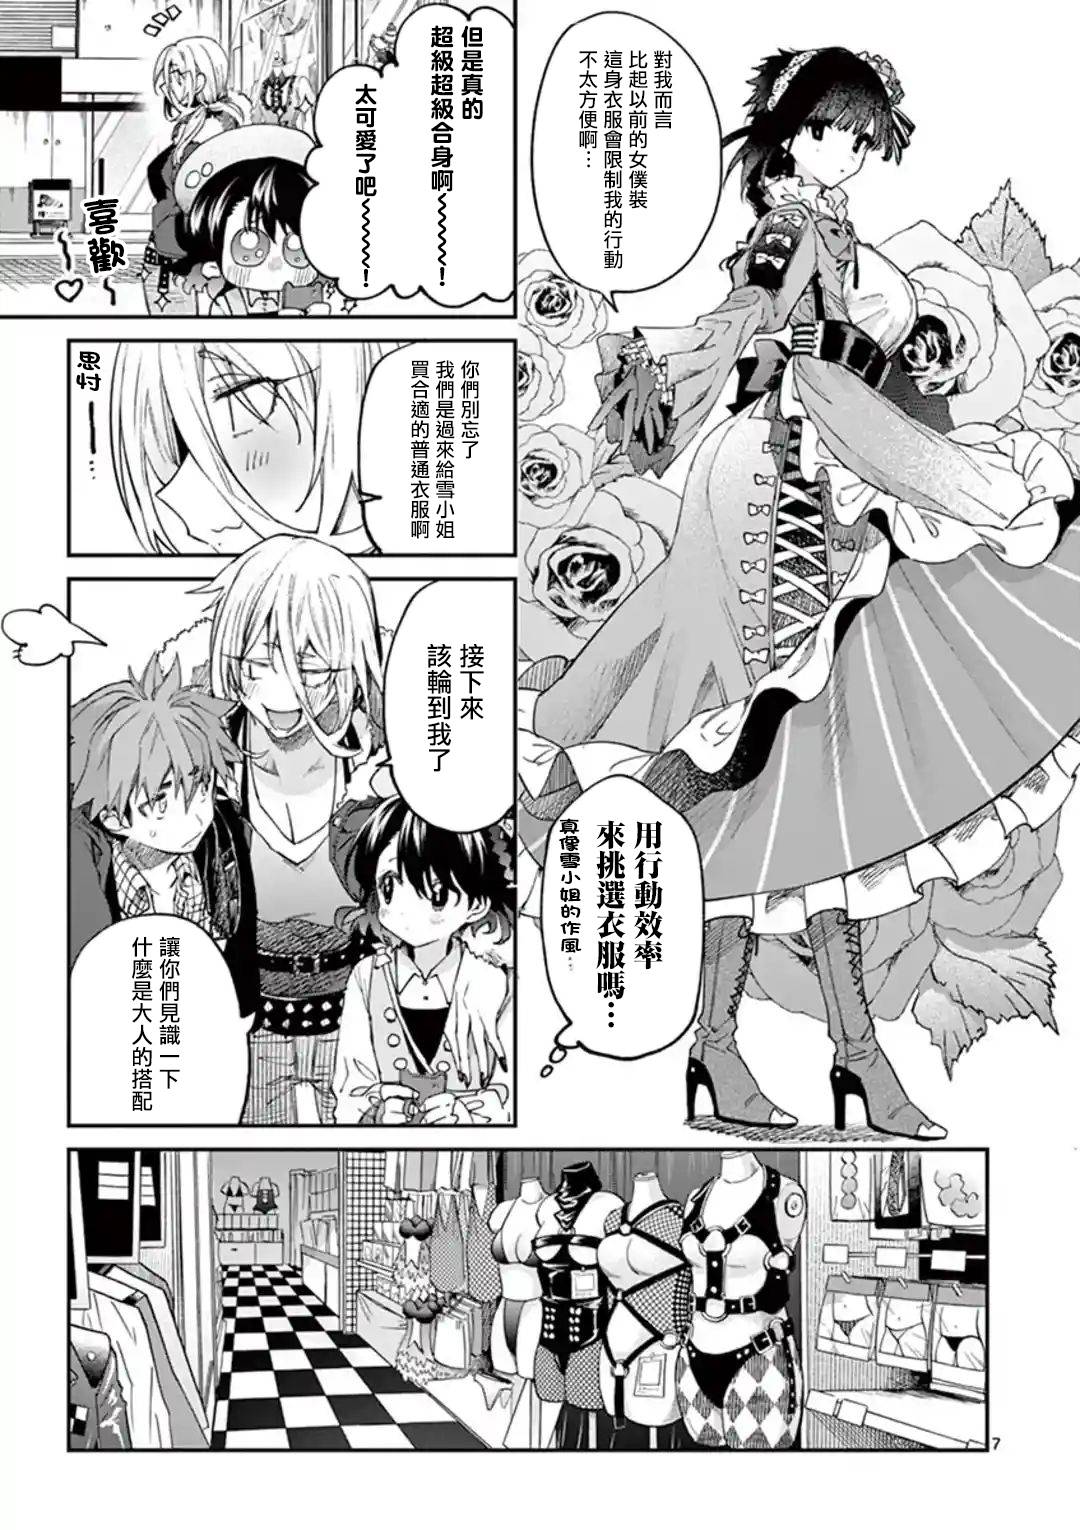 對我而言
比起以前的女僕裝
這身衣服會限制我的行動
不太方便啊…
用行動效率
來挑選衣服嗎…
真像雪小姐的作風…
但是真的
超級超級合身啊~~~~~~!
太可愛了吧~~~~~~!
喜歡
你們別忘了
我們是過來給雪小姐
買合適的普通衣服啊
思忖
接下來
該輪到我了
讓你們見識一下
什麼是大人的搭配
7